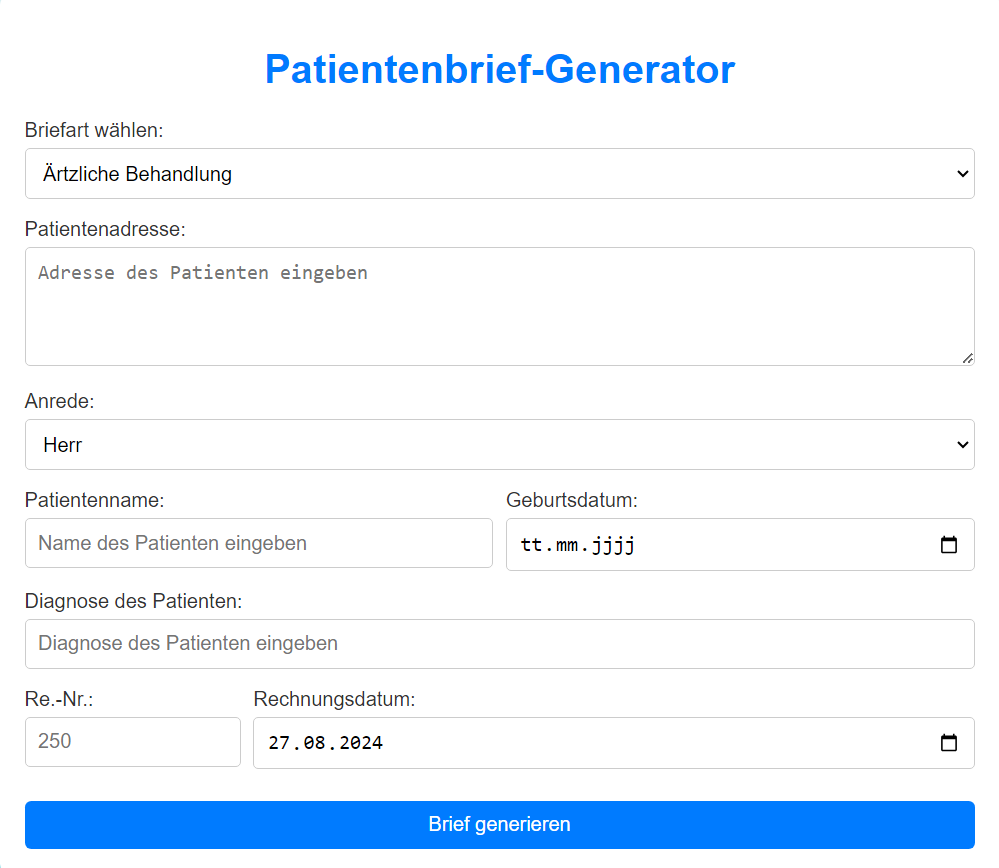 Patientenbrief-Generator
Briefart wählen:
Ärtzliche Behandlung
Patientenadresse:
Adresse des Patienten eingeben
Anrede:
Herr
Patientenname:
Geburtsdatum:
Name des Patienten eingeben
tt.mm.jjjj
Diagnose des Patienten:
Diagnose des Patienten eingeben
Re.-Nr.:
Rechnungsdatum:
250
27.08.2024
Brief generieren